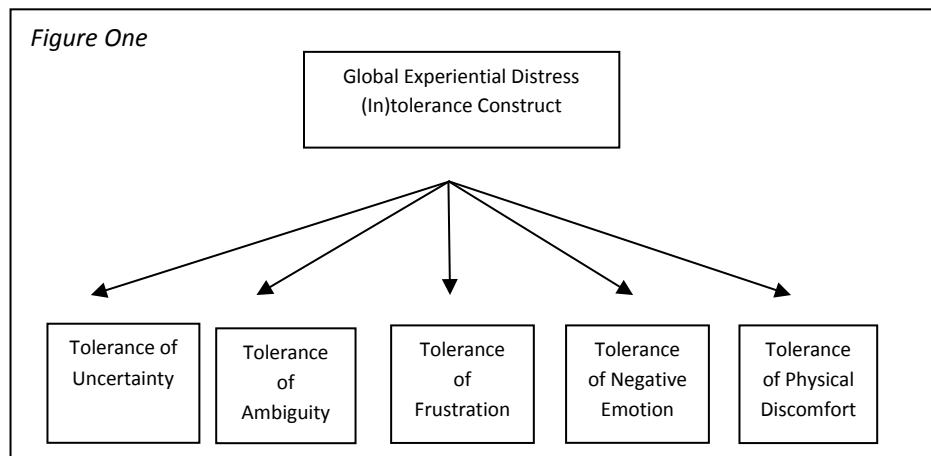 Figure One
Global Experiential Distress
(In)tolerance Construct
Tolerance of
Uncertainty
Tolerance
of
Ambiguity
Tolerance
of
Frustration
Tolerance
of Negative
Emotion
Tolerance
of Physical
Discomfort